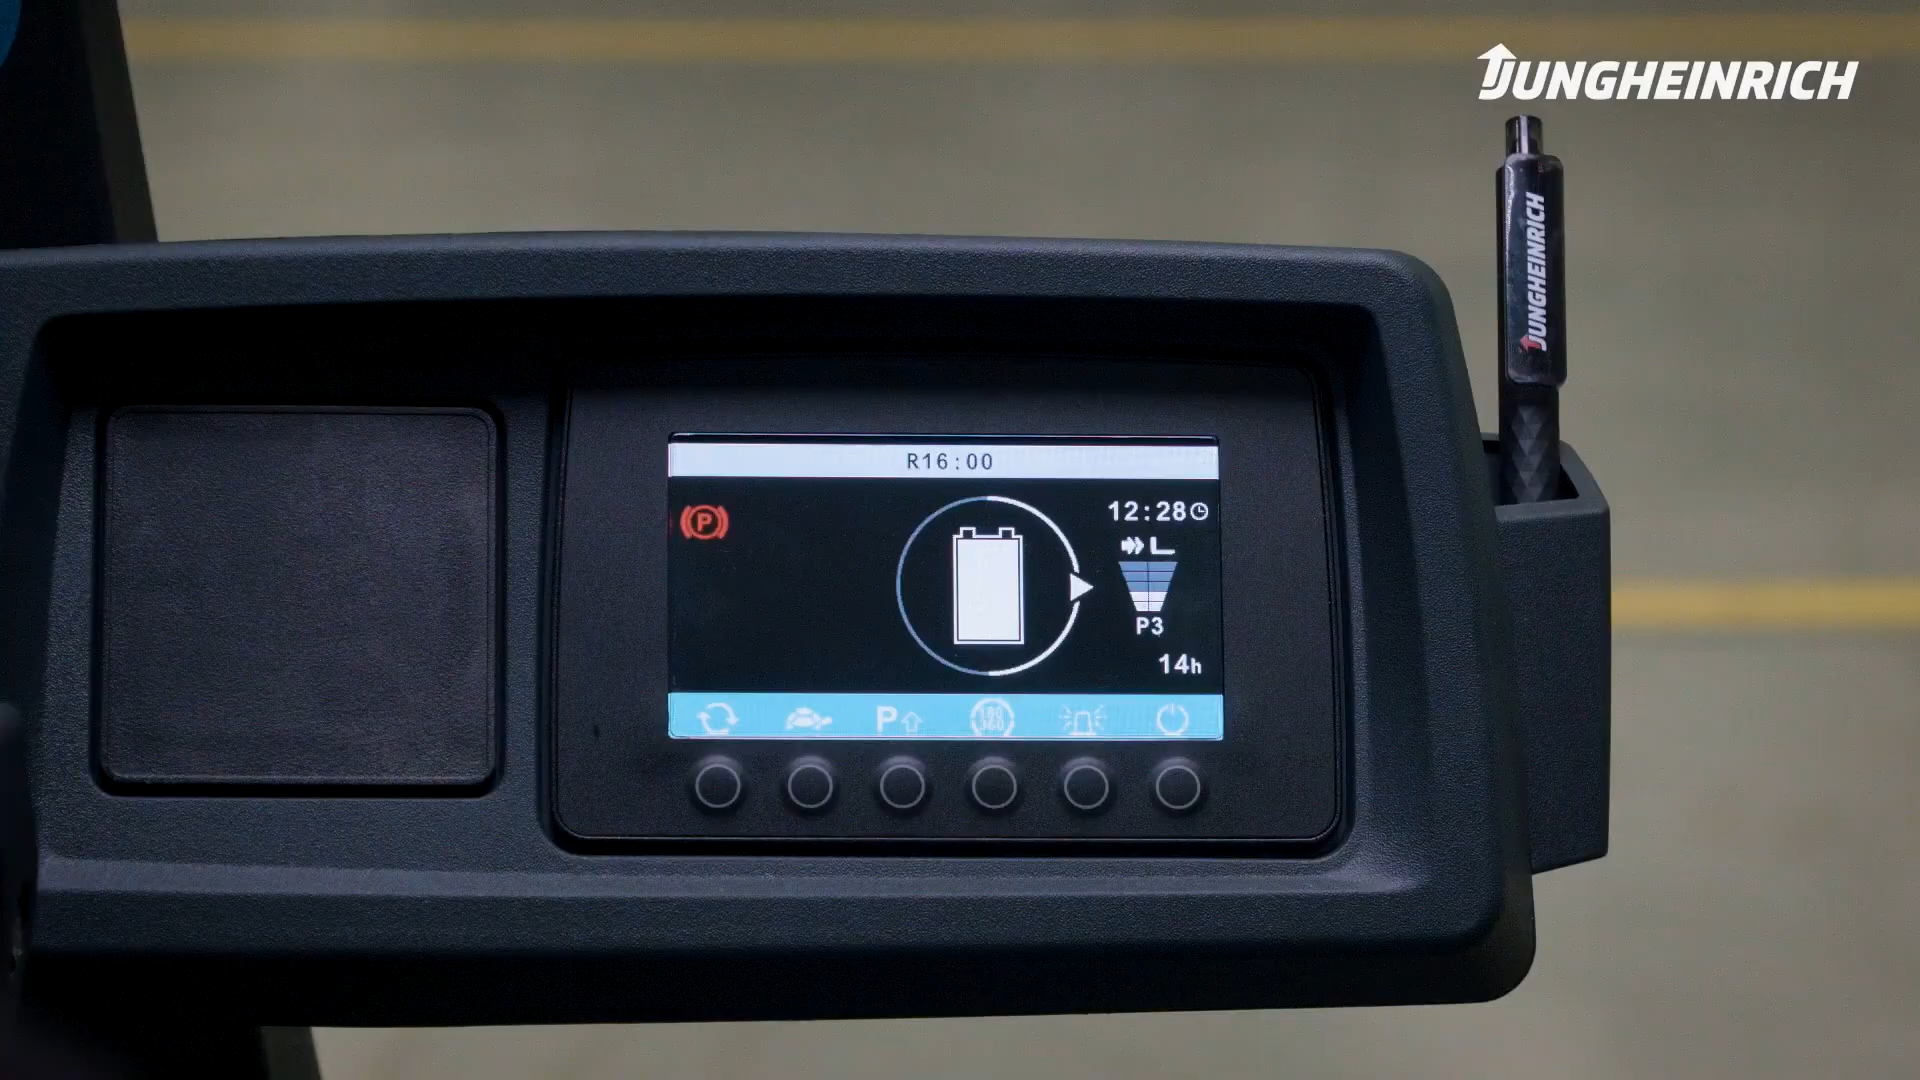 JUNGHEINRICH
JUNGHEINRICH
R16:00
P
12:28
P3
14h
P